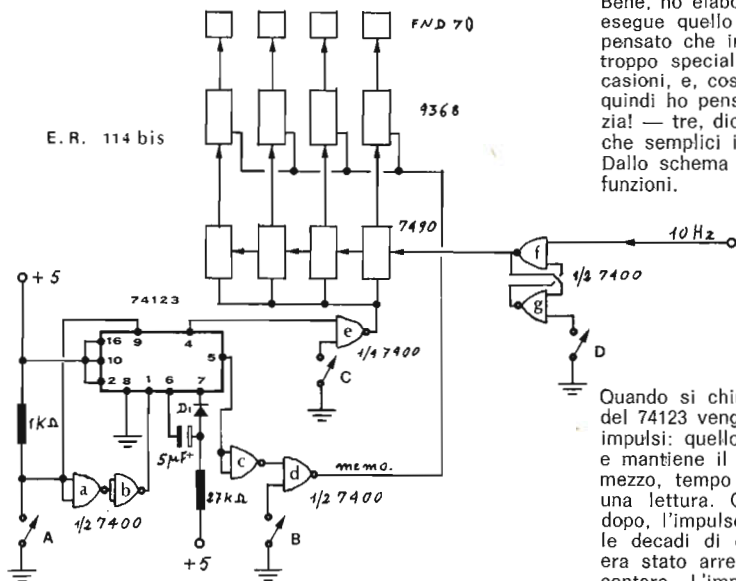 Bene, ho elabo
esegue quello
pensato che in
troppo special
casioni, e, cos
quindi ho pens
zia! — tre, dic
che semplici i
Dallo schema
funzioni.
FND 70
9368
E.R. 114 bis
7490
10 Hz
f
1/2 7400
g
D
+5
74123
16 9 4
10 5
2 8 1 6 7
e
1/4 7400
C
1kΩ
D1
5µF+
27kΩ
a b
1/2 7400
A
c d
memo.
1/2 7400
B
+5
Quando si chi
del 74123 veng
impulsi: quello
e mantiene il
mezzo, tempo
una lettura. C
dopo, l'impulse
le decadi di
era stato arre